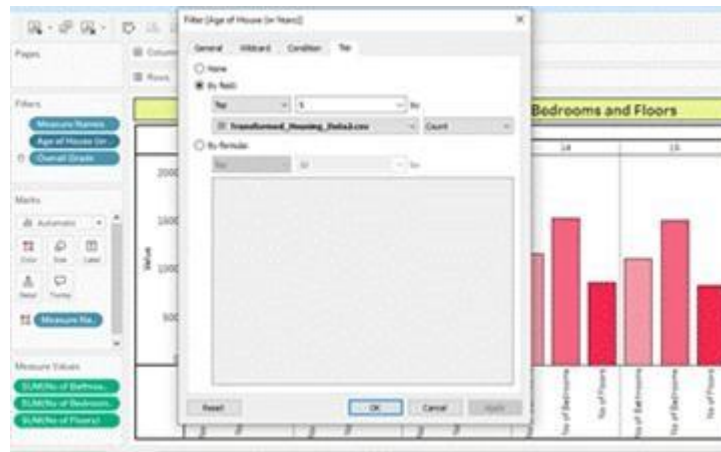 Filter [Age of House (in Years)]
Pages
Columns
Rows
General Wildcard Condition Top
None
By field:
Top 5 by
Transformed_Housing_Data2.csv Count
By formula:
Top 10 by
Reset OK Cancel Apply
Filters
Measure Names
Age of House (in
Overall Grade
Marks
Automatic
Color Size Label
Detail Tooltip
Measure Na..
Measure Values
SUM(No of Bathroo..
SUM(No of Bedroom..
SUM(No of Floors)
Bedrooms and Floors
14 15
2000
1500
1000
500
Value
No of Bedrooms
No of Floors
No of Bathrooms
No of Bedrooms
No of Floors